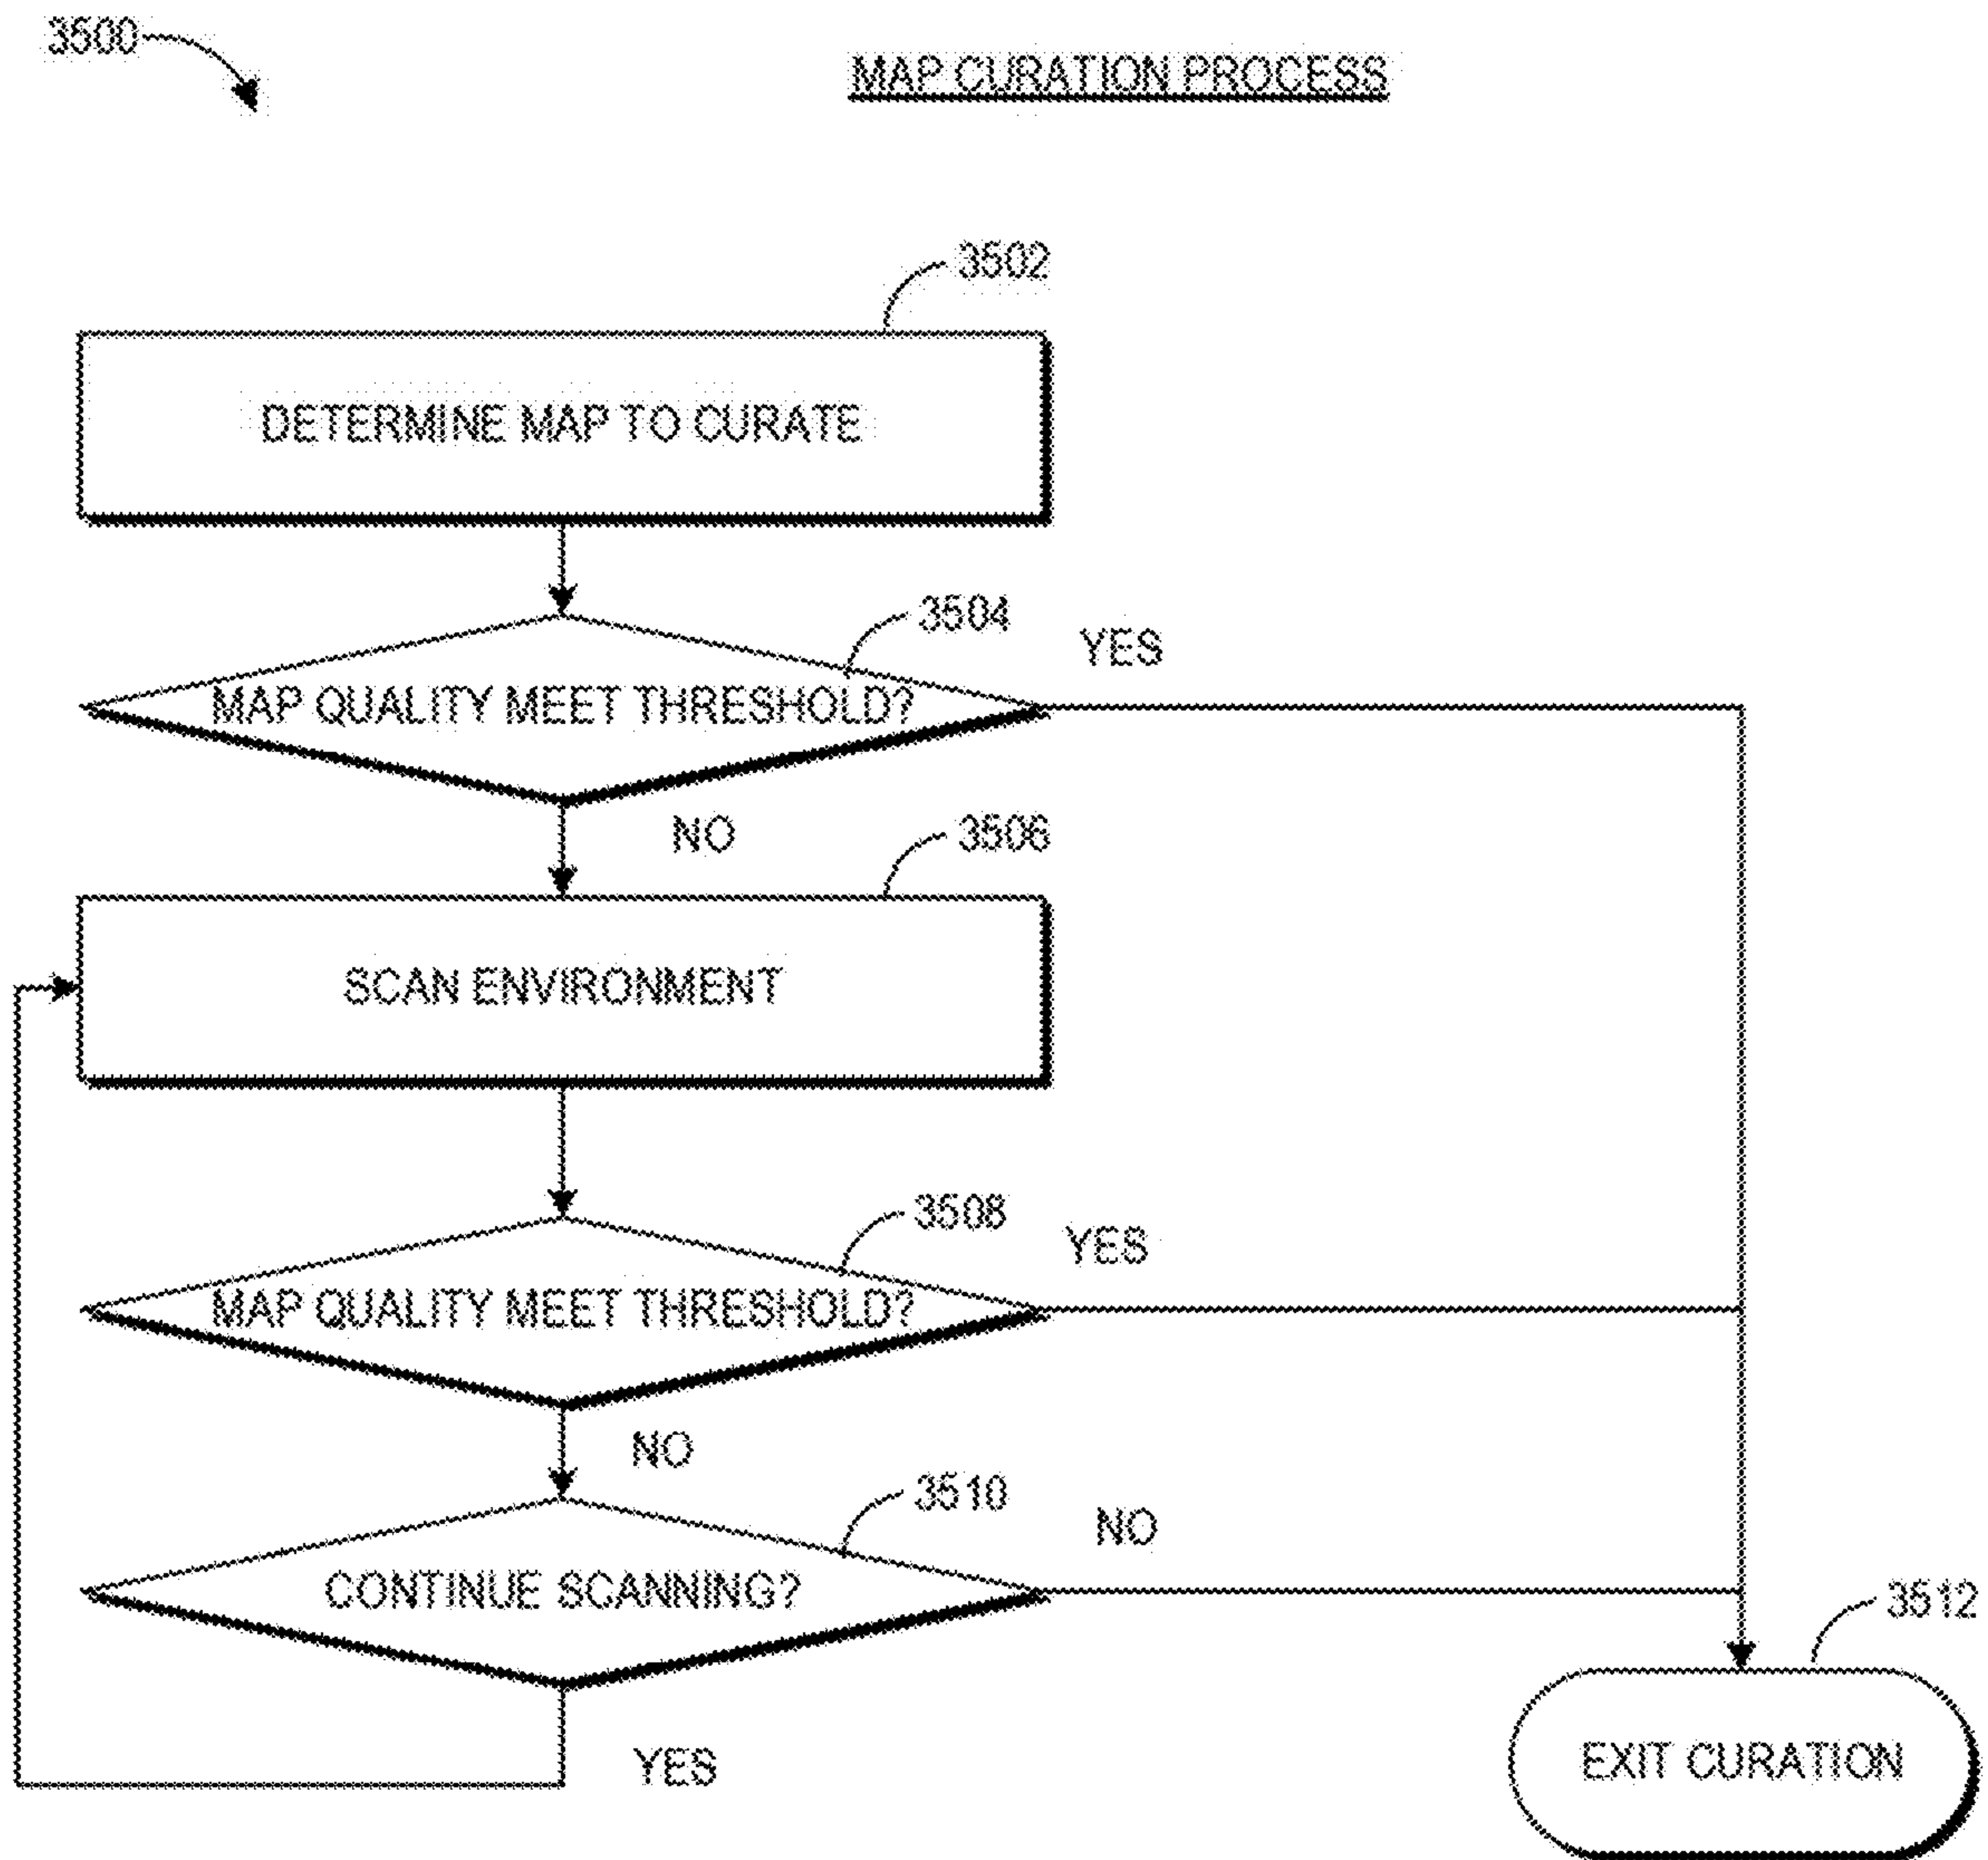 3500
MAP CURATION PROCESS
3502
DETERMINE MAP TO CURATE
3504
YES
MAP QUALITY MEET THRESHOLD?
NO
3506
SCAN ENVIRONMENT
3508
YES
MAP QUALITY MEET THRESHOLD?
NO
3510
NO
CONTINUE SCANNING?
3512
YES
EXIT CURATION